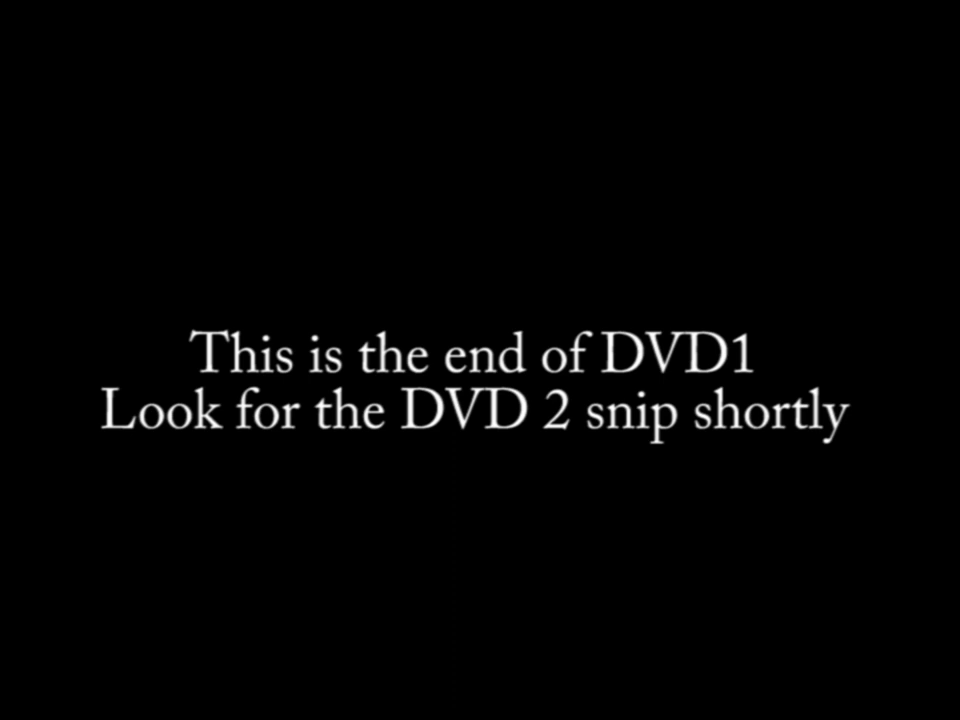 This is the end of DVD1
Look for the DVD 2 snip shortly